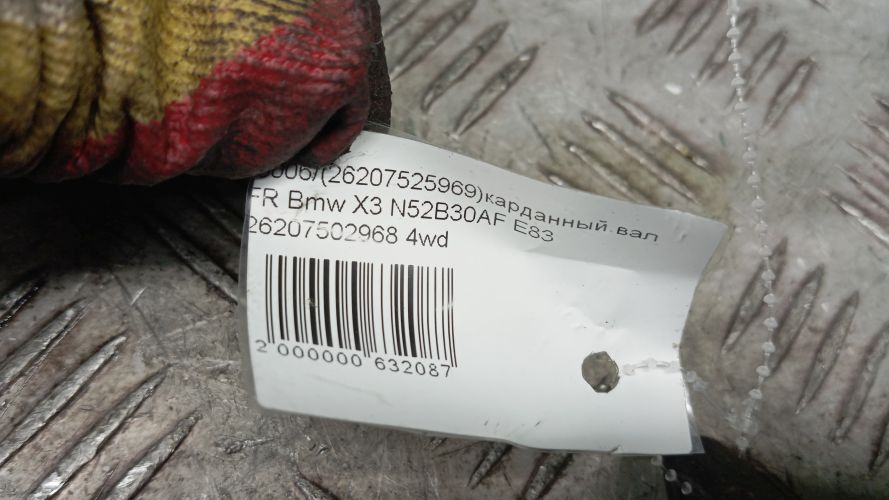 (26207525969)карданный вал
FR Bmw X3 N52B30AF E83
26207502968 4wd
2 000000 632087